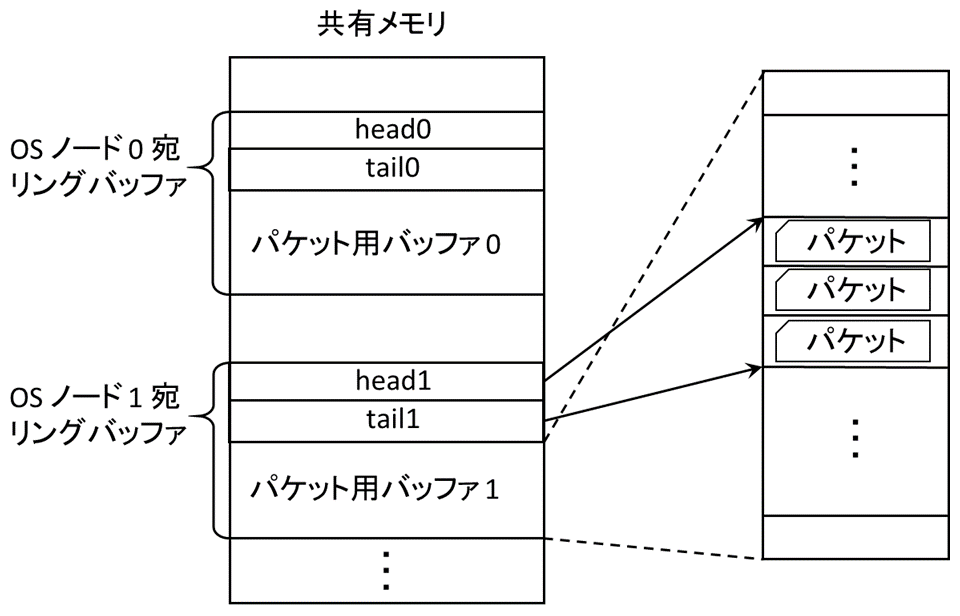 共有メモリ
OS ノード 0 宛
リングバッファ
head0
tail0
パケット用バッファ 0
OS ノード 1 宛
リングバッファ
head1
tail1
パケット用バッファ 1
パケット
パケット
パケット